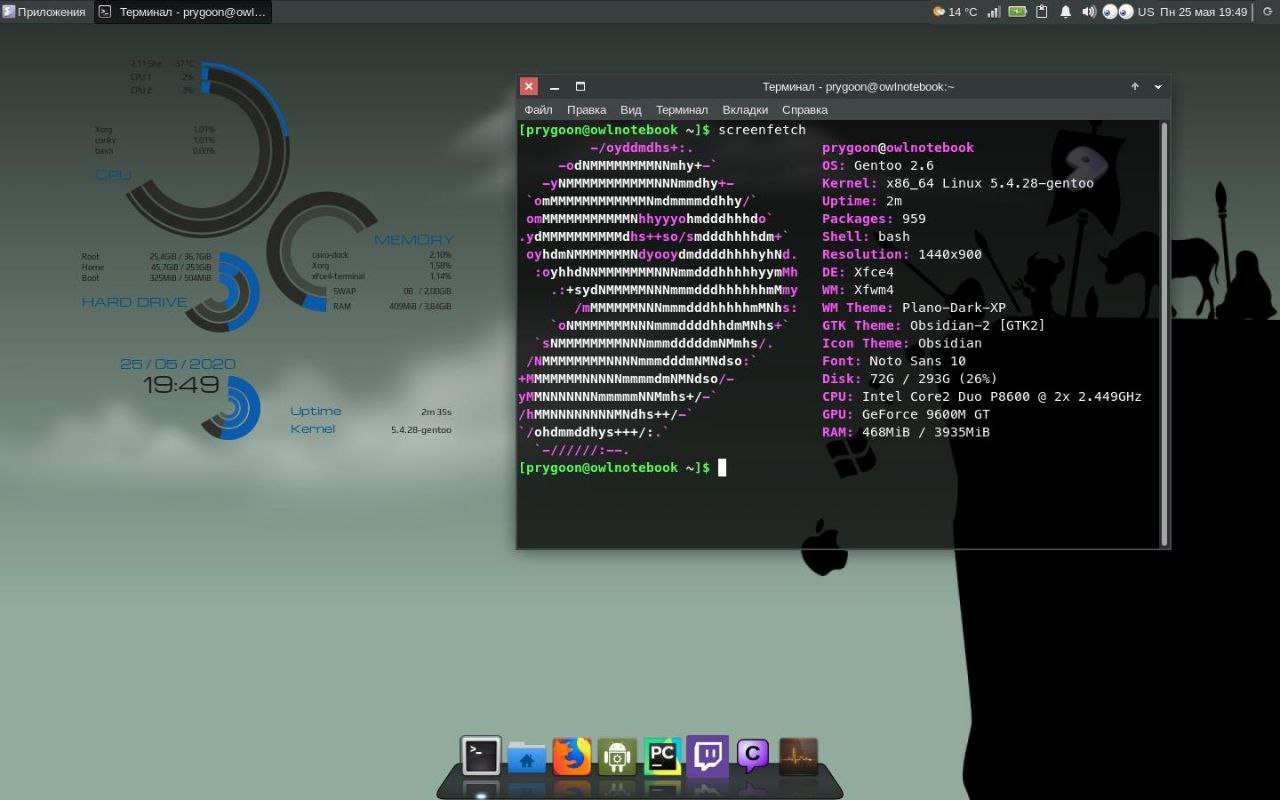 Приложения
Терминал - prygoon@owl...
14 °C
US Пн 25 мая 19:49
2.11 Ghz 37°C
CPU 1 2%
CPU 2 3%
Xorg 1,01%
conky 1,01%
bash 0,00%
CPU
MEMORY
cairo-dock 2,10%
Xorg 1,58%
xfce4-terminal 1,14%
SWAP 0B / 2,00GiB
RAM 409MiB / 3,84GiB
Root 25,4GiB / 36,7GiB
Home 45,7GiB / 253GiB
Boot 325MiB / 504MiB
HARD DRIVE
25 / 05 / 2020
19:49
Uptime 2m 35s
Kernel 5.4.28-gentoo
Терминал - prygoon@owlnotebook:~
Файл Правка Вид Терминал Вкладки Справка
[prygoon@owlnotebook ~]$ screenfetch
-/oyddmdhs+:. prygoon@owlnotebook
-odNMMMMMMMMNNmhy+-` OS: Gentoo 2.6
-yNMMMMMMMMMMMNNNmmdhy+- Kernel: x86_64 Linux 5.4.28-gentoo
`omMMMMMMMMMMMMNmdmmmmddhhy/` Uptime: 2m
omMMMMMMMMMMMNhhyyyohmdddhhhdo` Packages: 959
.ydMMMMMMMMMMdhs++so/smdddhhhhdm+` Shell: bash
oyhdmNMMMMMMMNdyooydmddddhhhhyhNd. Resolution: 1440x900
:oyhhdNNMMMMMMMNNNmmdddhhhhhyymMh DE: Xfce4
.:+sydNMMMMMNNNmmmdddhhhhhhmMmy WM: Xfwm4
/mMMMMMMNNNmmmdddhhhhhmMNhs: WM Theme: Plano-Dark-XP
`oNMMMMMMMNNNmmmddddhhdmMNhs+` GTK Theme: Obsidian-2 [GTK2]
`sNMMMMMMMMNNNmmmdddddmNMmhs/. Icon Theme: Obsidian
/NMMMMMMMMNNNNmmmdddmNMNdso:` Font: Noto Sans 10
+MMMMMMMNNNNNmmmmdmNMNdso/- Disk: 72G / 293G (26%)
yMMNNNNNNNmmmmmNNMmhs+/-` CPU: Intel Core2 Duo P8600 @ 2x 2.449GHz
/hMMNNNNNNNNMNdhs++/-` GPU: GeForce 9600M GT
`/ohdmmddhys+++/:.` RAM: 468MiB / 3935MiB
`-//////:--.
[prygoon@owlnotebook ~]$
PC
C